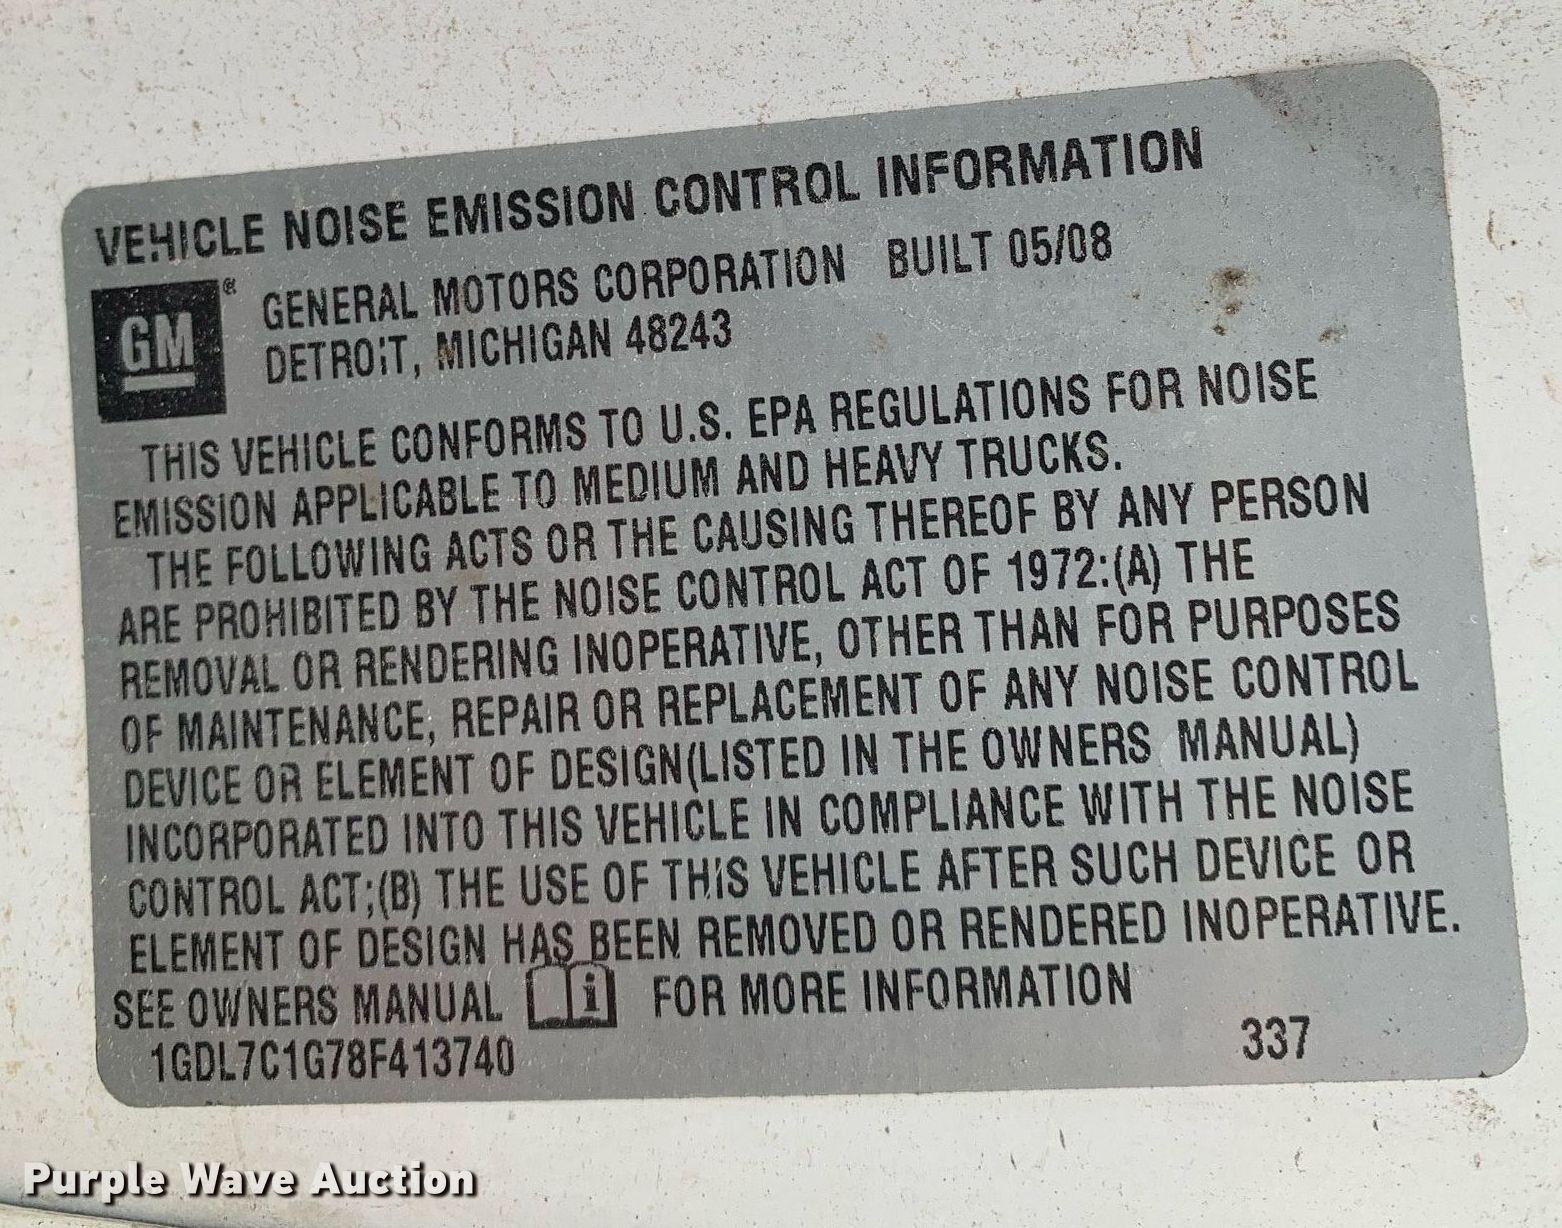 VEHICLE NOISE EMISSION CONTROL INFORMATION
GM® GENERAL MOTORS CORPORATION BUILT 05/08
DETROIT, MICHIGAN 48243
THIS VEHICLE CONFORMS TO U.S. EPA REGULATIONS FOR NOISE
EMISSION APPLICABLE TO MEDIUM AND HEAVY TRUCKS.
THE FOLLOWING ACTS OR THE CAUSING THEREOF BY ANY PERSON
ARE PROHIBITED BY THE NOISE CONTROL ACT OF 1972:(A) THE
REMOVAL OR RENDERING INOPERATIVE, OTHER THAN FOR PURPOSES
OF MAINTENANCE, REPAIR OR REPLACEMENT OF ANY NOISE CONTROL
DEVICE OR ELEMENT OF DESIGN(LISTED IN THE OWNERS MANUAL)
INCORPORATED INTO THIS VEHICLE IN COMPLIANCE WITH THE NOISE
CONTROL ACT;(B) THE USE OF THIS VEHICLE AFTER SUCH DEVICE OR
ELEMENT OF DESIGN HAS BEEN REMOVED OR RENDERED INOPERATIVE.
SEE OWNERS MANUAL i FOR MORE INFORMATION
1GDL7C1G78F413740 337
Purple Wave Auction